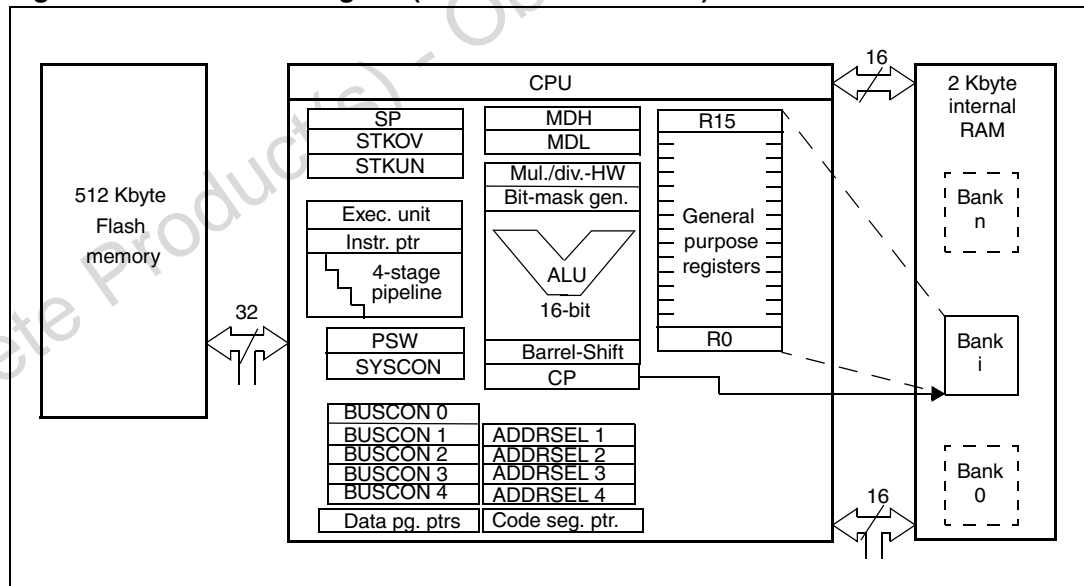 CPU
16
2 Kbyte
internal
RAM
512 Kbyte
Flash
memory
32
SP
STKOV
STKUN
Exec. unit
Instr. ptr
4-stage
pipeline
PSW
SYSCON
BUSCON 0
BUSCON 1
BUSCON 2
BUSCON 3
BUSCON 4
Data pg. ptrs
MDH
MDL
Mul./div.-HW
Bit-mask gen.
ALU
16-bit
Barrel-Shift
CP
ADDRSEL 1
ADDRSEL 2
ADDRSEL 3
ADDRSEL 4
Code seg. ptr.
R15
General
purpose
registers
R0
Bank
n
Bank
i
Bank
0
16
ete Product(s) - Ob